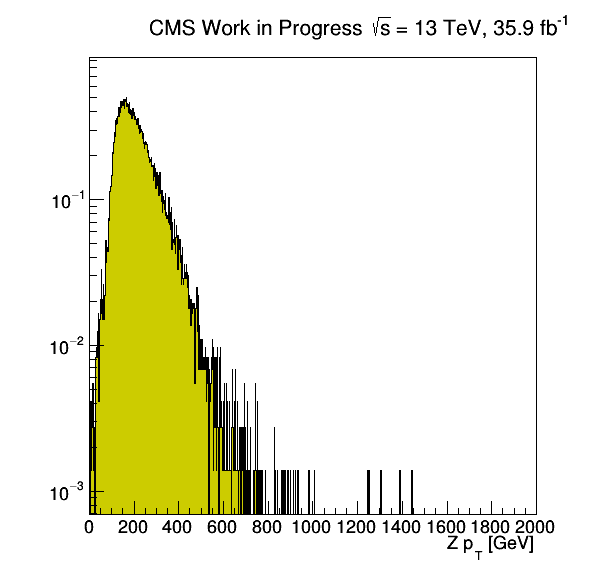 CMS Work in Progress √s = 13 TeV, 35.9 fb⁻¹
10⁻¹
10⁻²
10⁻³
0 200 400 600 800 1000 1200 1400 1600 1800 2000
Z p_T [GeV]